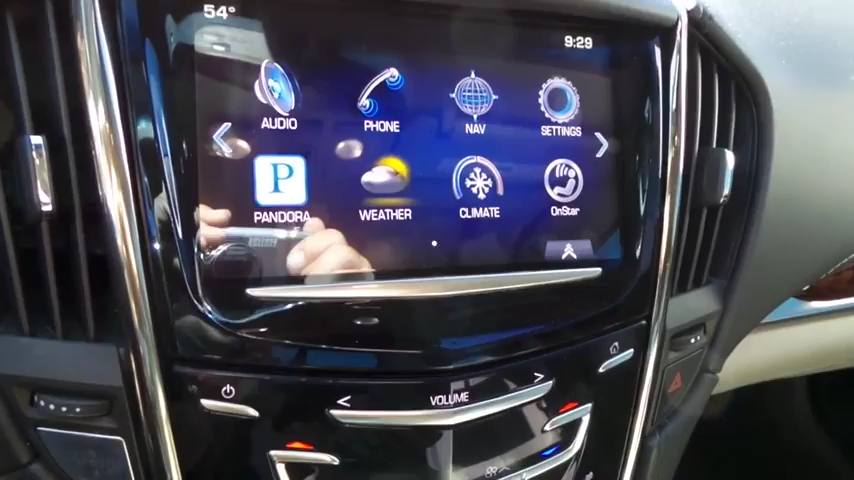 54°
9:29
AUDIO PHONE NAV SETTINGS
P
PANDORA WEATHER CLIMATE OnStar
< VOLUME >